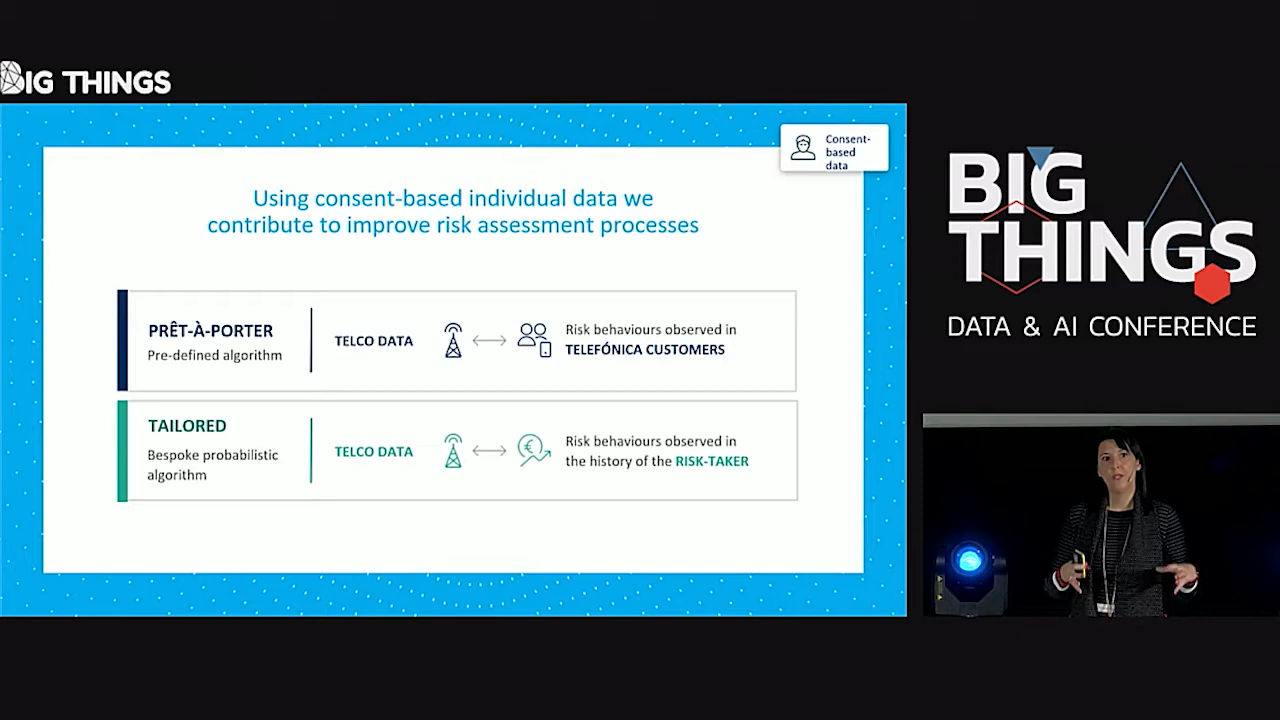 BIG THINGS
Consent-
based
data
Using consent-based individual data we
contribute to improve risk assessment processes
PRÊT-À-PORTER
Pre-defined algorithm
TELCO DATA
Risk behaviours observed in
TELEFÓNICA CUSTOMERS
TAILORED
Bespoke probabilistic
algorithm
TELCO DATA
€
Risk behaviours observed in
the history of the RISK-TAKER
BIG
THINGS
DATA & AI CONFERENCE